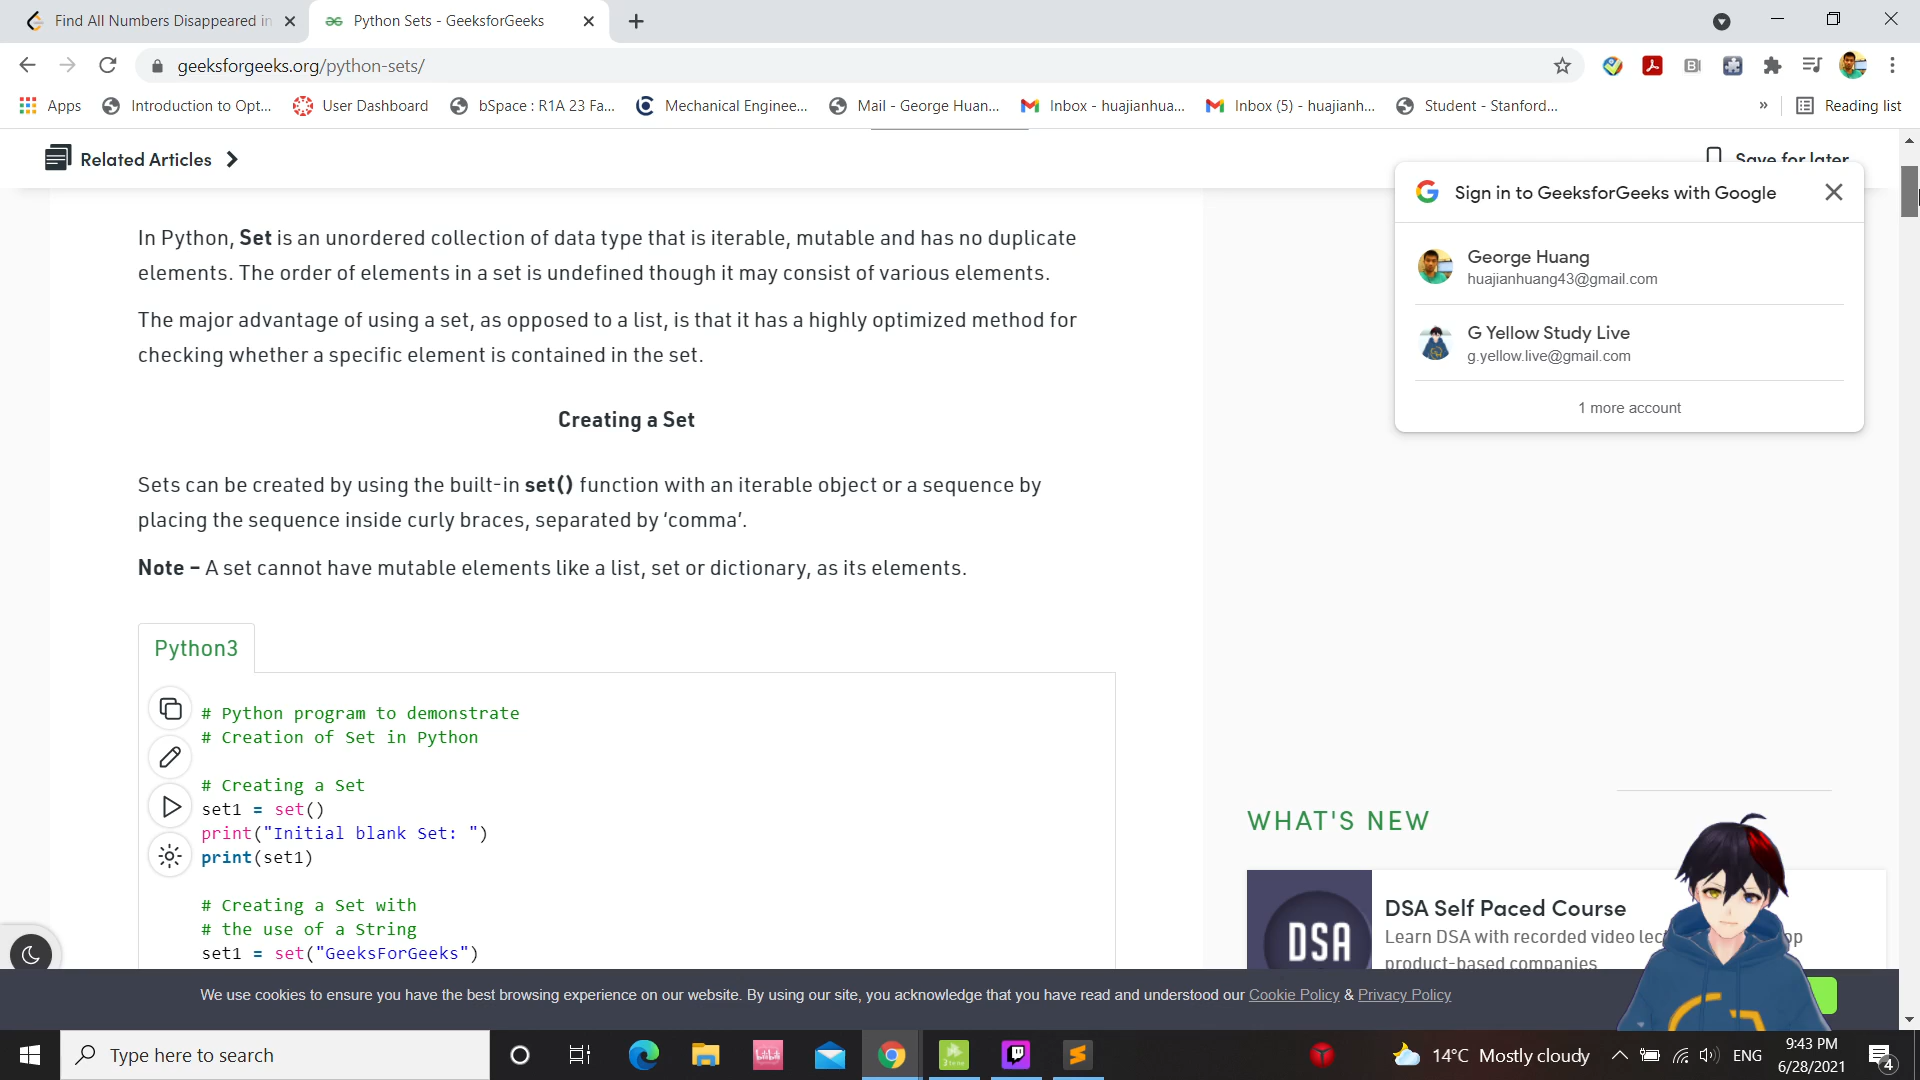 Find All Numbers Disappeared in
Python Sets - GeeksforGeeks
geeksforgeeks.org/python-sets/
Apps
Introduction to Opt...
User Dashboard
bSpace : R1A 23 Fa...
Mechanical Enginee...
Mail - George Huan...
Inbox - huajianhua...
Inbox (5) - huajianh...
Student - Stanford...
»
Reading list
Related Articles
Save for later
Sign in to GeeksforGeeks with Google
George Huang
huajianhuang43@gmail.com
G Yellow Study Live
g.yellow.live@gmail.com
1 more account
In Python, Set is an unordered collection of data type that is iterable, mutable and has no duplicate
elements. The order of elements in a set is undefined though it may consist of various elements.
The major advantage of using a set, as opposed to a list, is that it has a highly optimized method for
checking whether a specific element is contained in the set.
Creating a Set
Sets can be created by using the built-in set() function with an iterable object or a sequence by
placing the sequence inside curly braces, separated by ‘comma’.
Note – A set cannot have mutable elements like a list, set or dictionary, as its elements.
Python3
# Python program to demonstrate
# Creation of Set in Python
# Creating a Set
set1 = set()
print("Initial blank Set: ")
print(set1)
# Creating a Set with
# the use of a String
set1 = set("GeeksForGeeks")
WHAT'S NEW
DSA
DSA Self Paced Course
Learn DSA with recorded video
product-based companies
We use cookies to ensure you have the best browsing experience on our website. By using our site, you acknowledge that you have read and understood our Cookie Policy & Privacy Policy
Type here to search
14°C Mostly cloudy
ENG
9:43 PM
6/28/2021
4